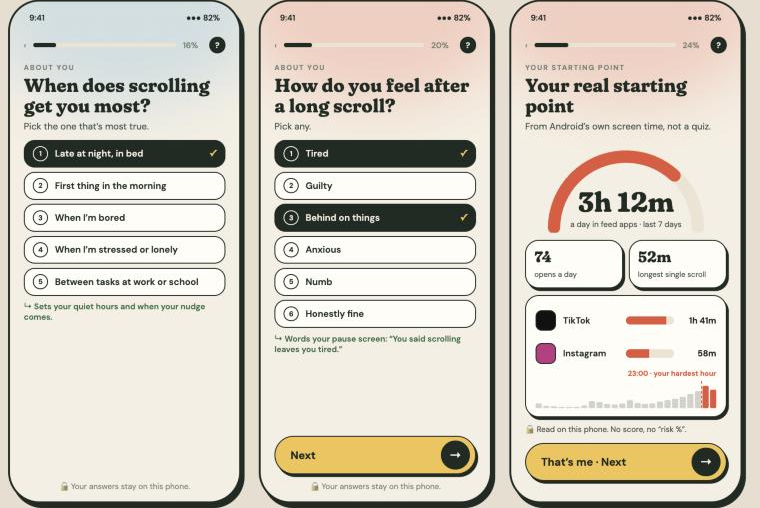 9:41
●●● 82%
‹
16%
?
ABOUT YOU
When does scrolling
get you most?
Pick the one that's most true.
1 Late at night, in bed ✓
2 First thing in the morning
3 When I'm bored
4 When I'm stressed or lonely
5 Between tasks at work or school
↳ Sets your quiet hours and when your nudge
comes.
🔒 Your answers stay on this phone.
9:41
●●● 82%
‹
20%
?
ABOUT YOU
How do you feel after
a long scroll?
Pick any.
1 Tired ✓
2 Guilty
3 Behind on things ✓
4 Anxious
5 Numb
6 Honestly fine
↳ Words your pause screen: “You said scrolling
leaves you tired.”
Next →
🔒 Your answers stay on this phone.
9:41
●●● 82%
‹
24%
?
YOUR STARTING POINT
Your real starting
point
From Android's own screen time, not a quiz.
3h 12m
a day in feed apps · last 7 days
74
opens a day
52m
longest single scroll
TikTok 1h 41m
Instagram 58m
23:00 · your hardest hour
🔒 Read on this phone. No score, no “risk %”.
That's me · Next →